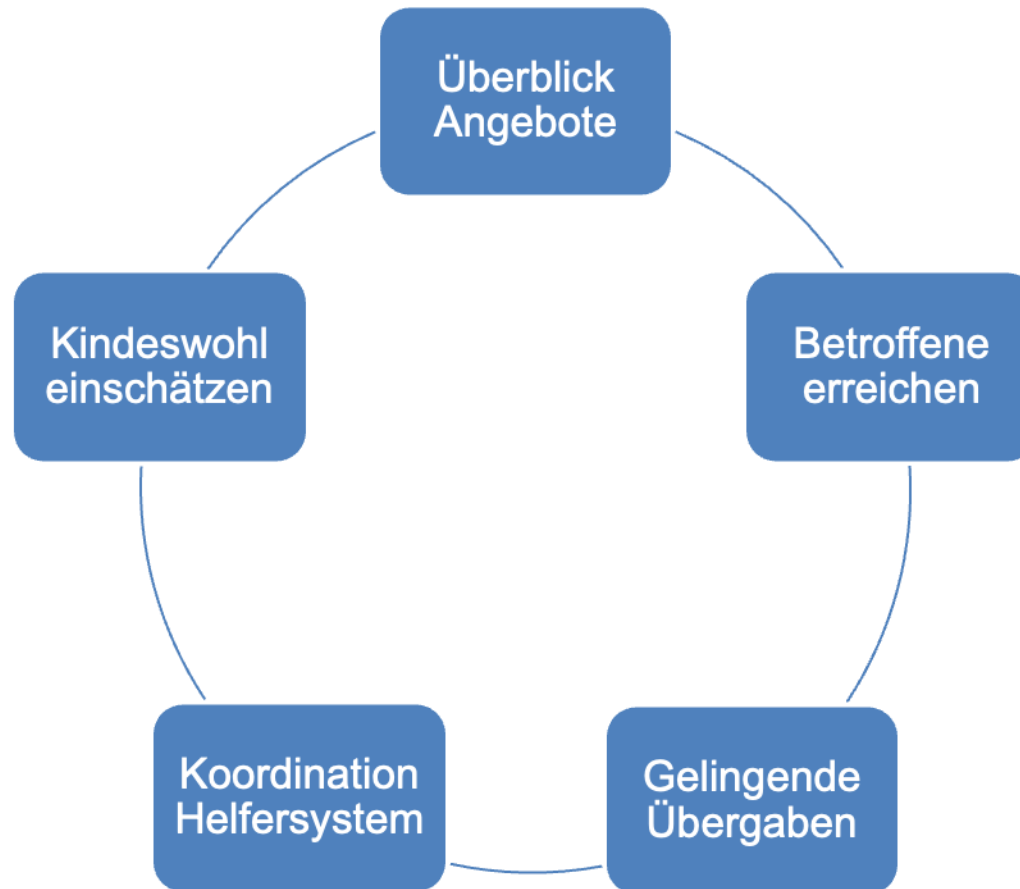 Überblick
Angebote
Betroffene
erreichen
Gelingende
Übergaben
Koordination
Helfersystem
Kindeswohl
einschätzen